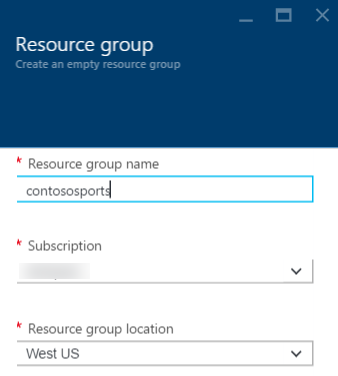 Resource group
Create an empty resource group
* Resource group name
contososports
* Subscription
* Resource group location
West US